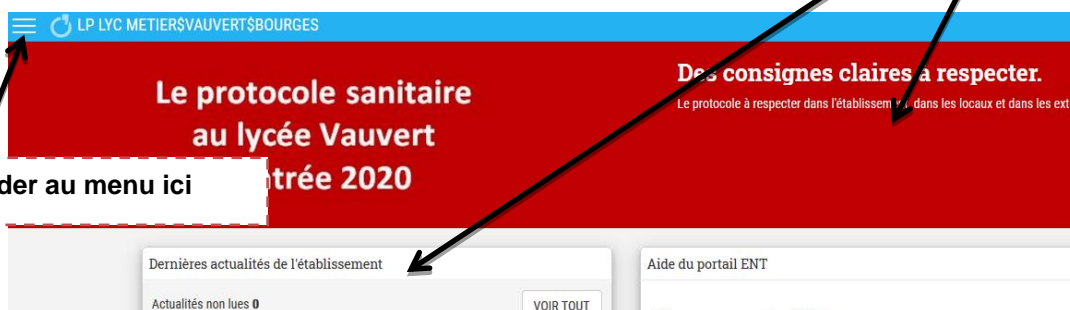 LP LYC METIER$VAUVERT$BOURGES
Le protocole sanitaire
au lycée Vauvert
trée 2020
der au menu ici
Des consignes claires à respecter.
Le protocole à respecter dans l'établissement, dans les locaux et dans les ext
Dernières actualités de l'établissement
Actualités non lues 0
VOIR TOUT
Aide du portail ENT